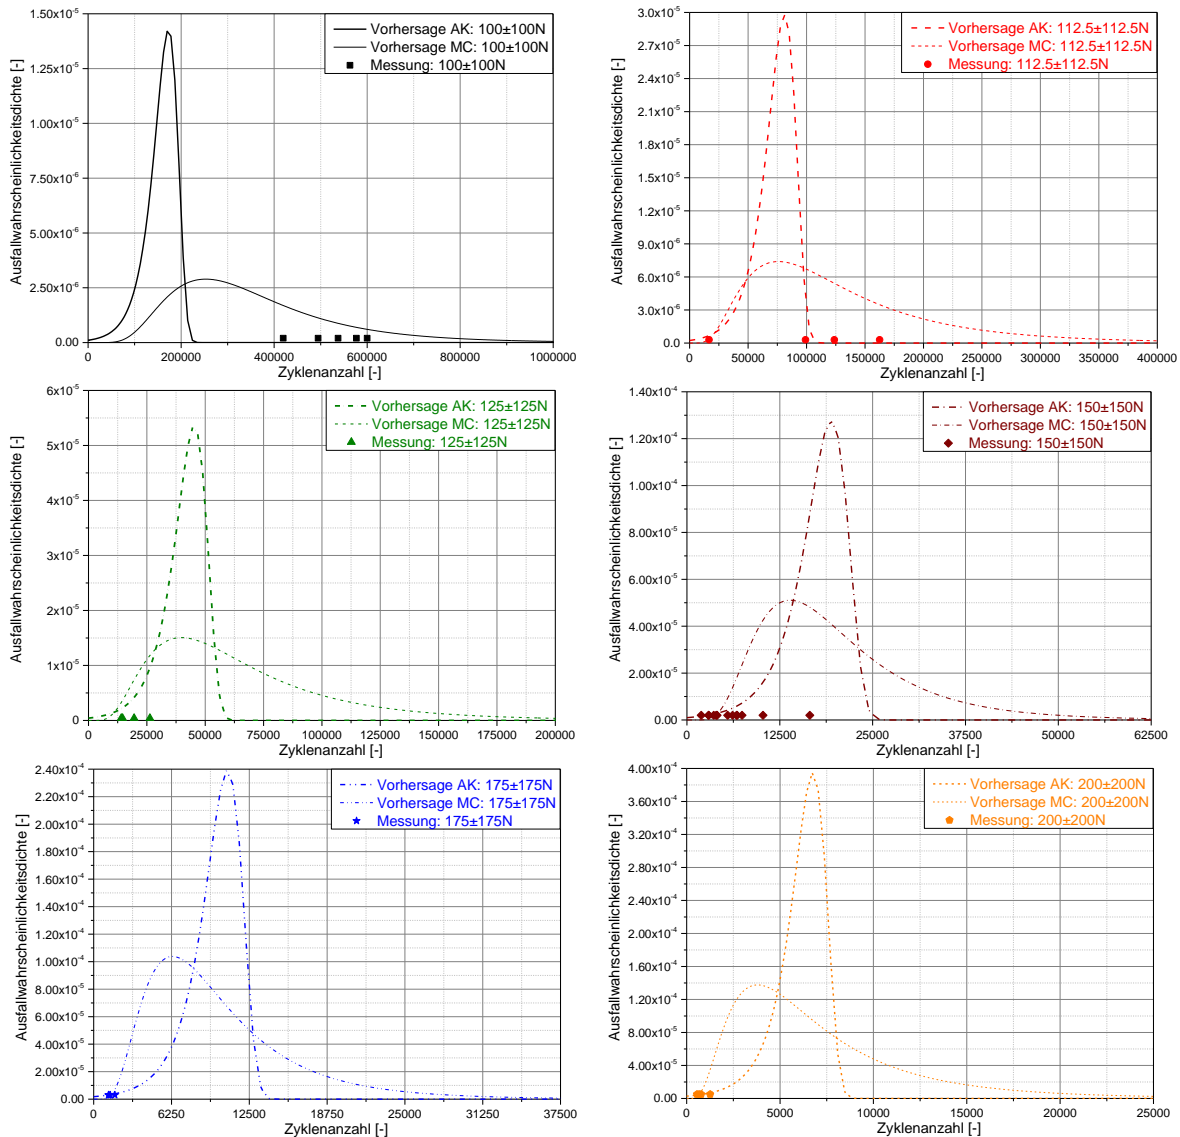 Ausfallwahrscheinlichkeitsdichte [-]
1.50x10⁻⁵
1.25x10⁻⁵
1.00x10⁻⁵
7.50x10⁻⁶
5.00x10⁻⁶
2.50x10⁻⁶
0.00
Vorhersage AK: 100±100N
Vorhersage MC: 100±100N
Messung: 100±100N
0 200000 400000 600000 800000 1000000
Zyklenanzahl [-]
Ausfallwahrscheinlichkeitsdichte [-]
3.0x10⁻⁵
2.7x10⁻⁵
2.4x10⁻⁵
2.1x10⁻⁵
1.8x10⁻⁵
1.5x10⁻⁵
1.2x10⁻⁵
9.0x10⁻⁶
6.0x10⁻⁶
3.0x10⁻⁶
0.0
Vorhersage AK: 112.5±112.5N
Vorhersage MC: 112.5±112.5N
Messung: 112.5±112.5N
0 50000 100000 150000 200000 250000 300000 350000 400000
Zyklenanzahl [-]
Ausfallwahrscheinlichkeitsdichte [-]
6x10⁻⁵
5x10⁻⁵
4x10⁻⁵
3x10⁻⁵
2x10⁻⁵
1x10⁻⁵
0
Vorhersage AK: 125±125N
Vorhersage MC: 125±125N
Messung: 125±125N
0 25000 50000 75000 100000 125000 150000 175000 200000
Zyklenanzahl [-]
Ausfallwahrscheinlichkeitsdichte [-]
1.40x10⁻⁴
1.20x10⁻⁴
1.00x10⁻⁴
8.00x10⁻⁵
6.00x10⁻⁵
4.00x10⁻⁵
2.00x10⁻⁵
0.00
Vorhersage AK: 150±150N
Vorhersage MC: 150±150N
Messung: 150±150N
0 12500 25000 37500 50000 62500
Zyklenanzahl [-]
Ausfallwahrscheinlichkeitsdichte [-]
2.40x10⁻⁴
2.20x10⁻⁴
2.00x10⁻⁴
1.80x10⁻⁴
1.60x10⁻⁴
1.40x10⁻⁴
1.20x10⁻⁴
1.00x10⁻⁴
8.00x10⁻⁵
6.00x10⁻⁵
4.00x10⁻⁵
2.00x10⁻⁵
0.00
Vorhersage AK: 175±175N
Vorhersage MC: 175±175N
Messung: 175±175N
0 6250 12500 18750 25000 31250 37500
Zyklenanzahl [-]
Ausfallwahrscheinlichkeitsdichte [-]
4.00x10⁻⁴
3.60x10⁻⁴
3.20x10⁻⁴
2.80x10⁻⁴
2.40x10⁻⁴
2.00x10⁻⁴
1.60x10⁻⁴
1.20x10⁻⁴
8.00x10⁻⁵
4.00x10⁻⁵
0.00
Vorhersage AK: 200±200N
Vorhersage MC: 200±200N
Messung: 200±200N
0 5000 10000 15000 20000 25000
Zyklenanzahl [-]